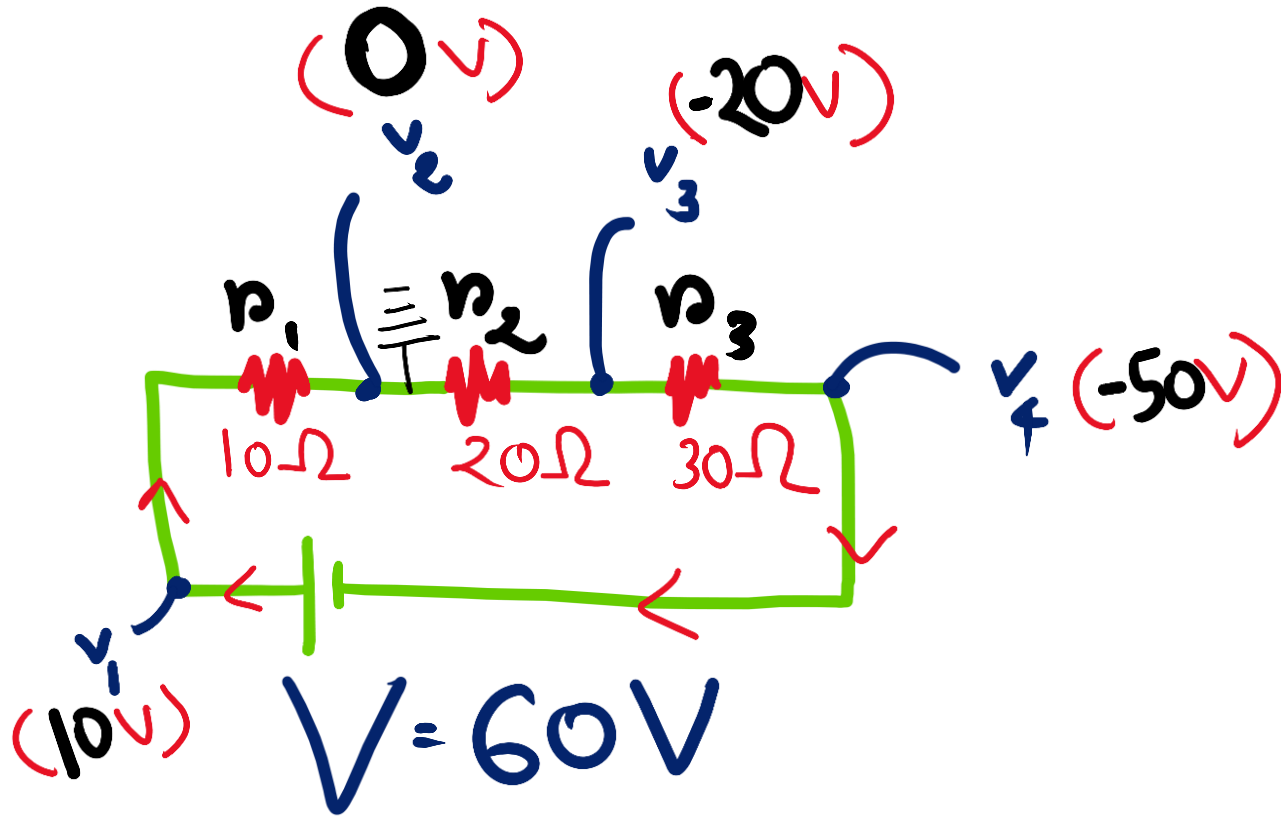 (0V)
V2
(-20V)
V3
R1
R2
R3
V4 (-50V)
10Ω
20Ω
30Ω
V1
(10V)
V=60V